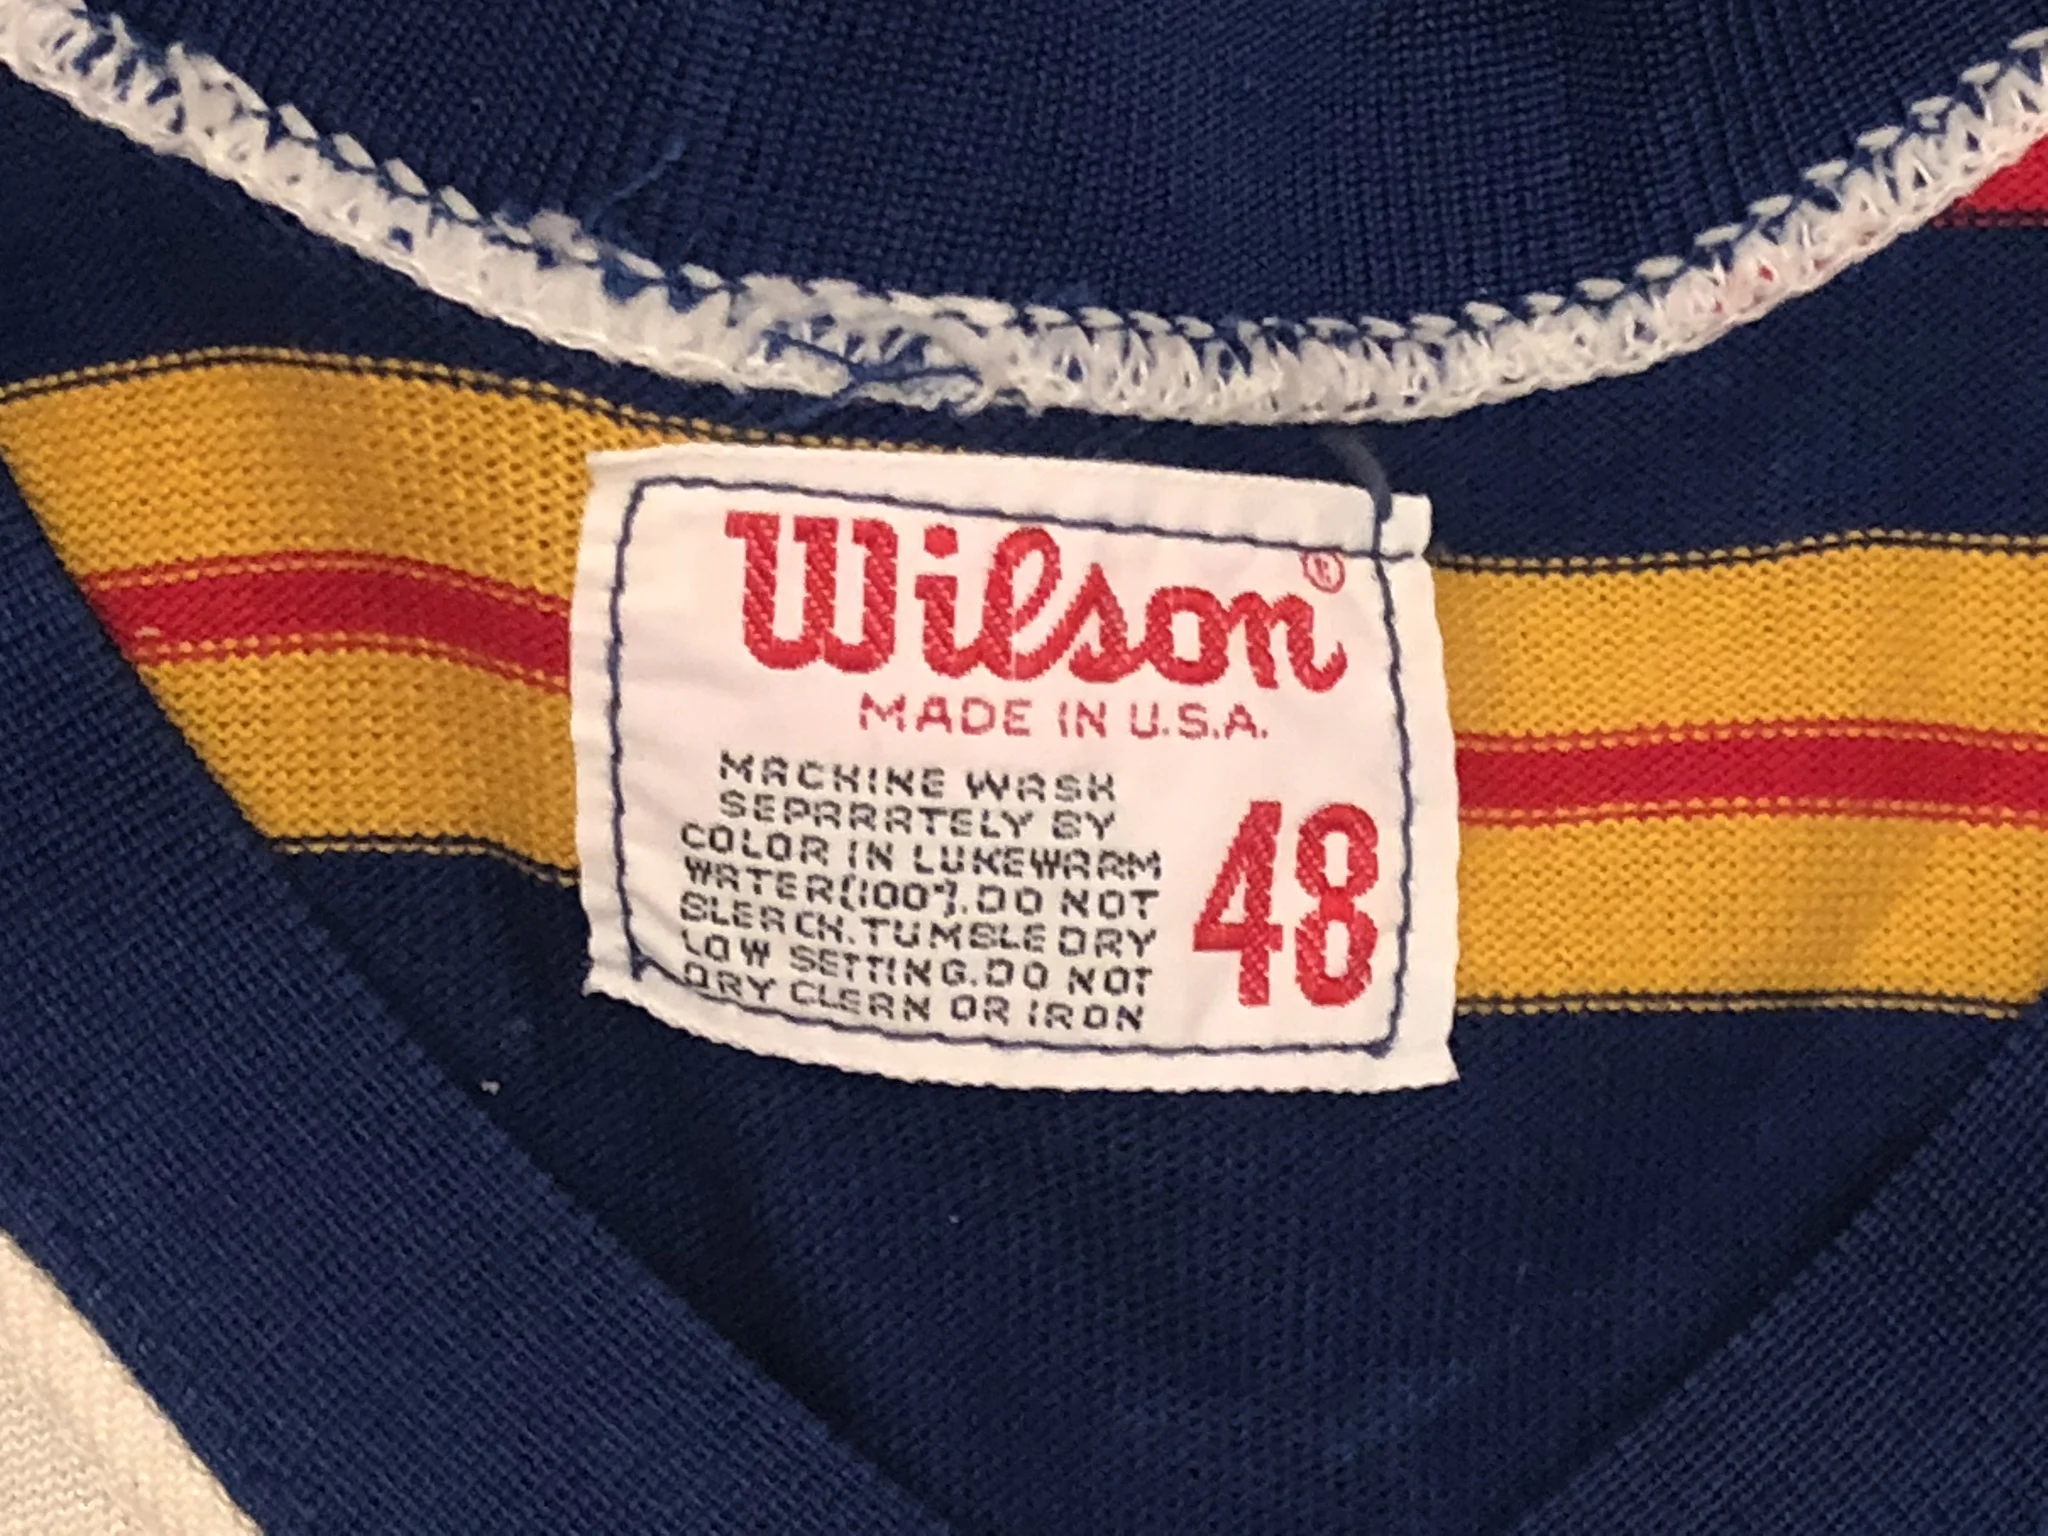 Wilson®
MADE IN U.S.A.
MACHINE WASH
SEPARATELY BY
COLOR IN LUKEWARM
WATER(100°).DO NOT
BLEACH.TUMBLE DRY
LOW SETTING.DO NOT
DRY CLEAN OR IRON
48